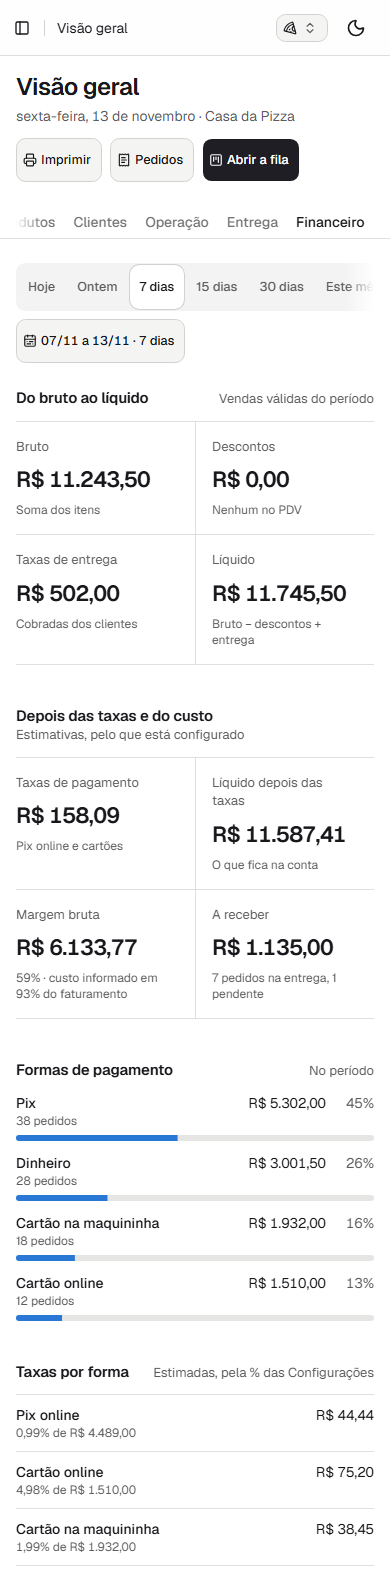 Visão geral
Visão geral
sexta-feira, 13 de novembro · Casa da Pizza
Imprimir
Pedidos
Abrir a fila
dutos
Clientes
Operação
Entrega
Financeiro
Hoje
Ontem
7 dias
15 dias
30 dias
Este mê
07/11 a 13/11 · 7 dias
Do bruto ao líquido
Vendas válidas do período
Bruto
R$ 11.243,50
Soma dos itens
Descontos
R$ 0,00
Nenhum no PDV
Taxas de entrega
R$ 502,00
Cobradas dos clientes
Líquido
R$ 11.745,50
Bruto − descontos +
entrega
Depois das taxas e do custo
Estimativas, pelo que está configurado
Taxas de pagamento
R$ 158,09
Pix online e cartões
Líquido depois das
taxas
R$ 11.587,41
O que fica na conta
Margem bruta
R$ 6.133,77
59% · custo informado em
93% do faturamento
A receber
R$ 1.135,00
7 pedidos na entrega, 1
pendente
Formas de pagamento
No período
Pix
R$ 5.302,00
45%
38 pedidos
Dinheiro
R$ 3.001,50
26%
28 pedidos
Cartão na maquininha
R$ 1.932,00
16%
18 pedidos
Cartão online
R$ 1.510,00
13%
12 pedidos
Taxas por forma
Estimadas, pela % das Configurações
Pix online
R$ 44,44
0,99% de R$ 4.489,00
Cartão online
R$ 75,20
4,98% de R$ 1.510,00
Cartão na maquininha
R$ 38,45
1,99% de R$ 1.932,00